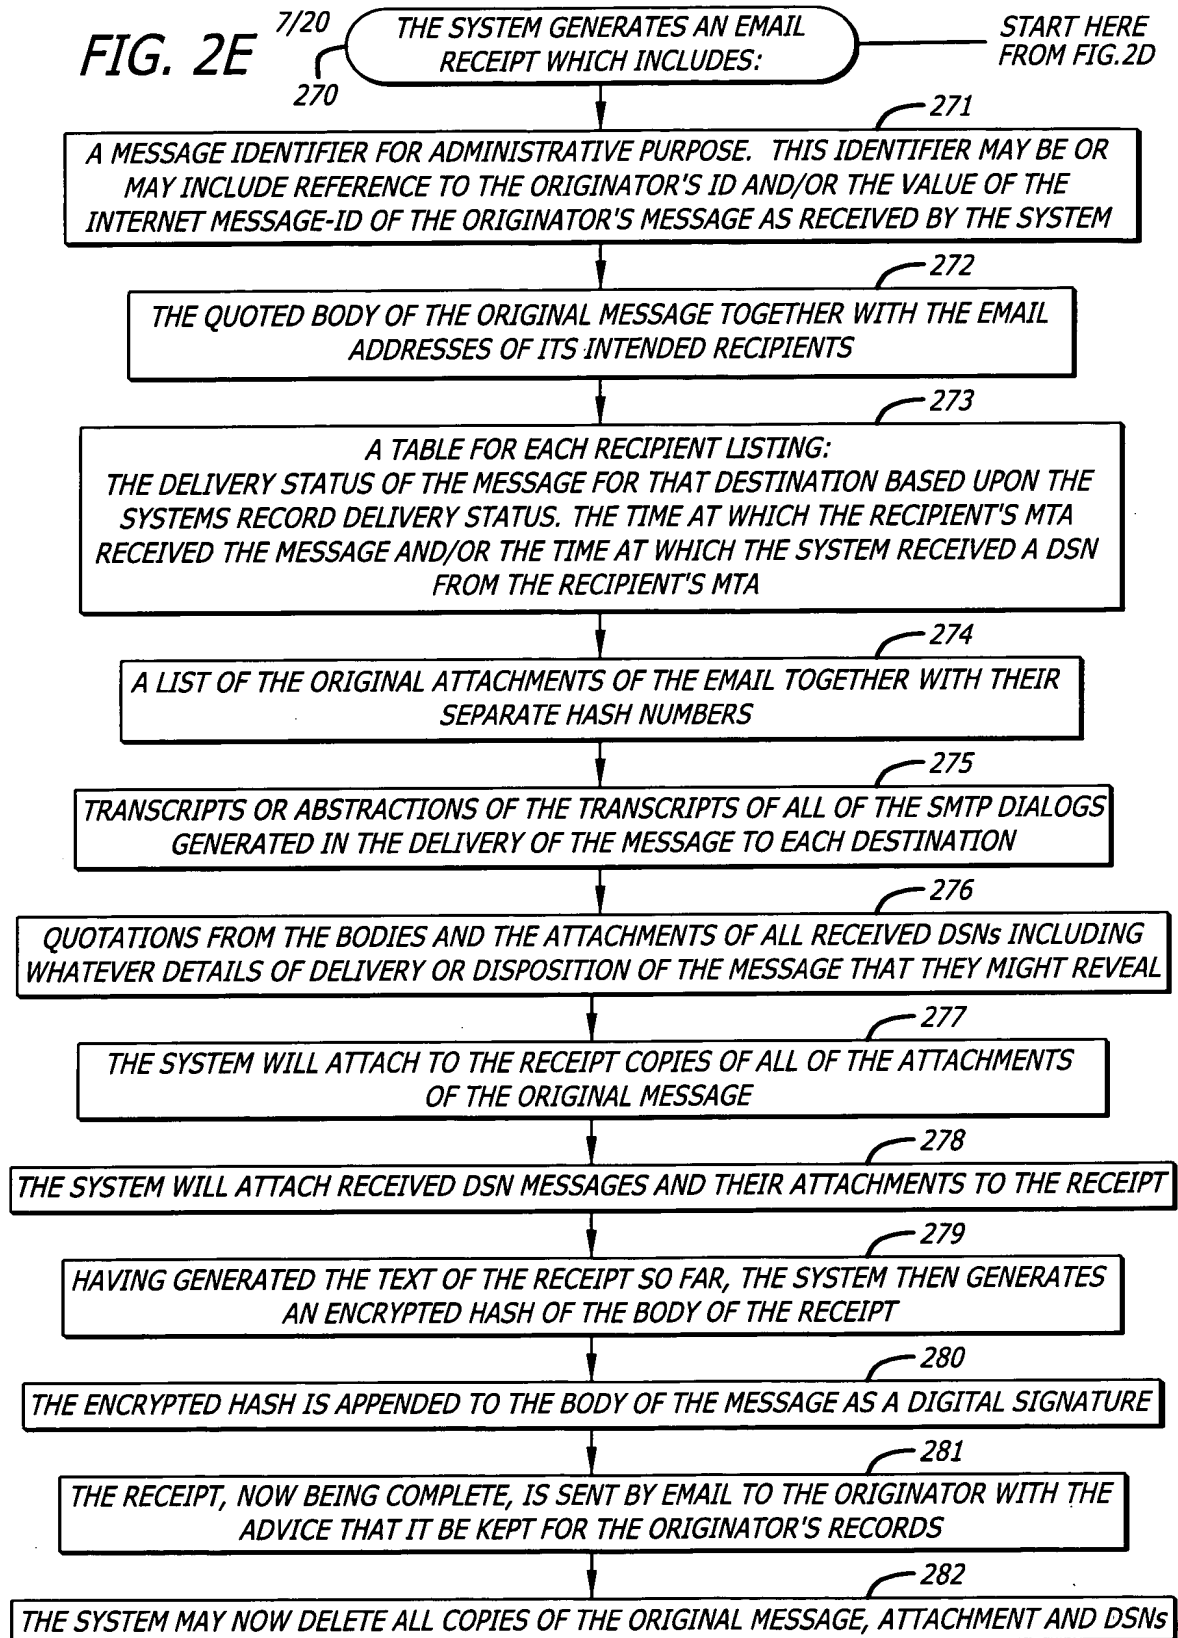 FIG. 2E
7/20
270
THE SYSTEM GENERATES AN EMAIL
RECEIPT WHICH INCLUDES:
START HERE
FROM FIG.2D
271
A MESSAGE IDENTIFIER FOR ADMINISTRATIVE PURPOSE. THIS IDENTIFIER MAY BE OR
MAY INCLUDE REFERENCE TO THE ORIGINATOR'S ID AND/OR THE VALUE OF THE
INTERNET MESSAGE-ID OF THE ORIGINATOR'S MESSAGE AS RECEIVED BY THE SYSTEM
272
THE QUOTED BODY OF THE ORIGINAL MESSAGE TOGETHER WITH THE EMAIL
ADDRESSES OF ITS INTENDED RECIPIENTS
273
A TABLE FOR EACH RECIPIENT LISTING:
THE DELIVERY STATUS OF THE MESSAGE FOR THAT DESTINATION BASED UPON THE
SYSTEMS RECORD DELIVERY STATUS. THE TIME AT WHICH THE RECIPIENT'S MTA
RECEIVED THE MESSAGE AND/OR THE TIME AT WHICH THE SYSTEM RECEIVED A DSN
FROM THE RECIPIENT'S MTA
274
A LIST OF THE ORIGINAL ATTACHMENTS OF THE EMAIL TOGETHER WITH THEIR
SEPARATE HASH NUMBERS
275
TRANSCRIPTS OR ABSTRACTIONS OF THE TRANSCRIPTS OF ALL OF THE SMTP DIALOGS
GENERATED IN THE DELIVERY OF THE MESSAGE TO EACH DESTINATION
276
QUOTATIONS FROM THE BODIES AND THE ATTACHMENTS OF ALL RECEIVED DSNs INCLUDING
WHATEVER DETAILS OF DELIVERY OR DISPOSITION OF THE MESSAGE THAT THEY MIGHT REVEAL
277
THE SYSTEM WILL ATTACH TO THE RECEIPT COPIES OF ALL OF THE ATTACHMENTS
OF THE ORIGINAL MESSAGE
278
THE SYSTEM WILL ATTACH RECEIVED DSN MESSAGES AND THEIR ATTACHMENTS TO THE RECEIPT
279
HAVING GENERATED THE TEXT OF THE RECEIPT SO FAR, THE SYSTEM THEN GENERATES
AN ENCRYPTED HASH OF THE BODY OF THE RECEIPT
280
THE ENCRYPTED HASH IS APPENDED TO THE BODY OF THE MESSAGE AS A DIGITAL SIGNATURE
281
THE RECEIPT, NOW BEING COMPLETE, IS SENT BY EMAIL TO THE ORIGINATOR WITH THE
ADVICE THAT IT BE KEPT FOR THE ORIGINATOR'S RECORDS
282
THE SYSTEM MAY NOW DELETE ALL COPIES OF THE ORIGINAL MESSAGE, ATTACHMENT AND DSNs